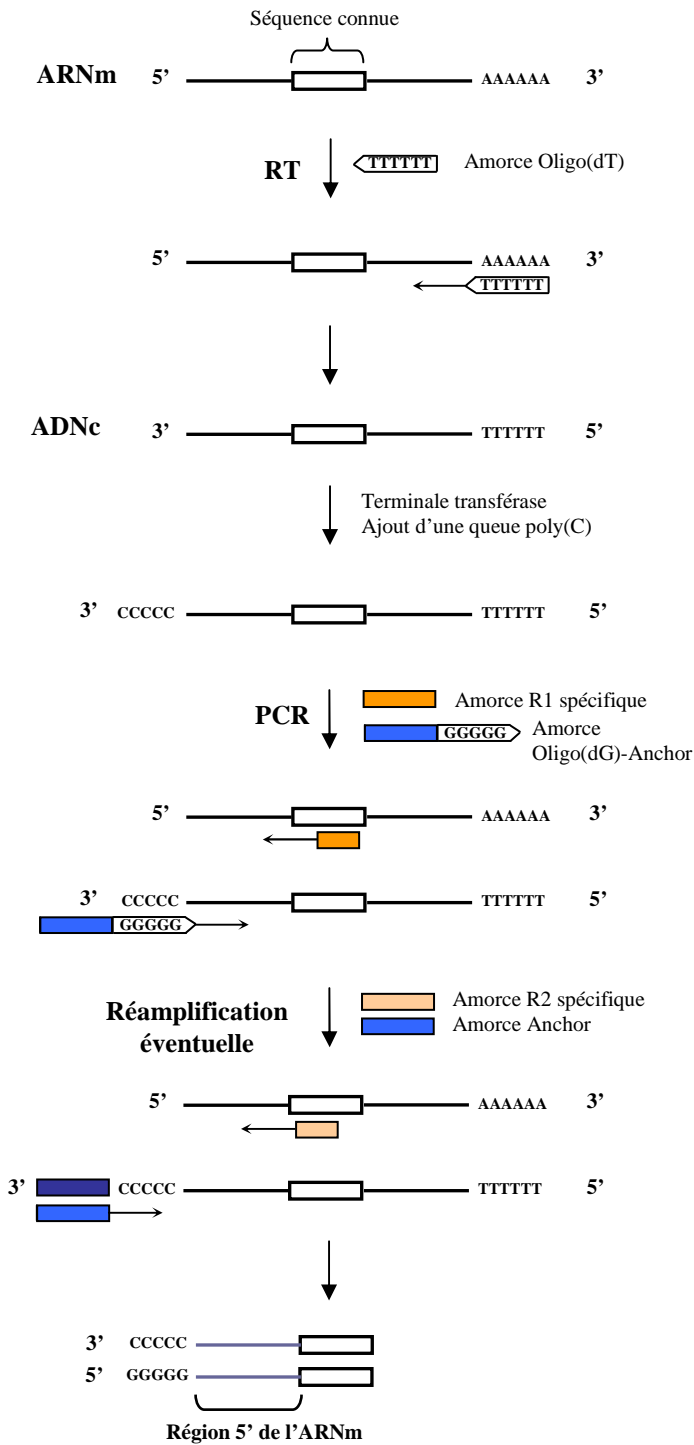 Séquence connue
ARNm 5’ AAAAAA 3’
RT TTTTTT Amorce Oligo(dT)
5’ AAAAAA 3’
TTTTTT
ADNc 3’ TTTTTT 5’
Terminale transférase
Ajout d’une queue poly(C)
3’ CCCCC TTTTTT 5’
PCR
Amorce R1 spécifique
GGGGG Amorce
Oligo(dG)-Anchor
5’ AAAAAA 3’
3’ CCCCC TTTTTT 5’
GGGGG
Réamplification
éventuelle
Amorce R2 spécifique
Amorce Anchor
5’ AAAAAA 3’
3’ CCCCC TTTTTT 5’
3’ CCCCC
5’ GGGGG
Région 5’ de l’ARNm